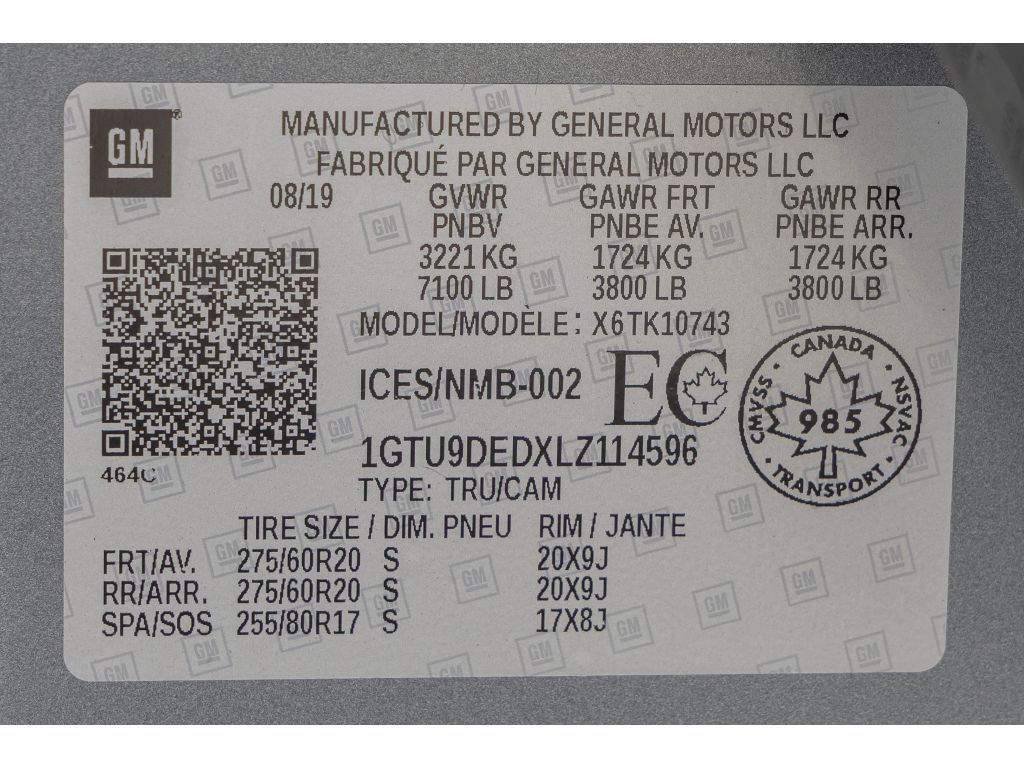 GM®
MANUFACTURED BY GENERAL MOTORS LLC
FABRIQUÉ PAR GENERAL MOTORS LLC
08/19 GVWR GAWR FRT GAWR RR
PNBV PNBE AV. PNBE ARR.
3221 KG 1724 KG 1724 KG
7100 LB 3800 LB 3800 LB
MODEL/MODÈLE: X6TK10743
ICES/NMB-002 EC
CANADA
CMVSS 985 NSVAC
TRANSPORT
464C
1GTU9DEDXLZ114596
TYPE: TRU/CAM
TIRE SIZE / DIM. PNEU RIM / JANTE
FRT/AV. 275/60R20 S 20X9J
RR/ARR. 275/60R20 S 20X9J
SPA/SOS 255/80R17 S 17X8J